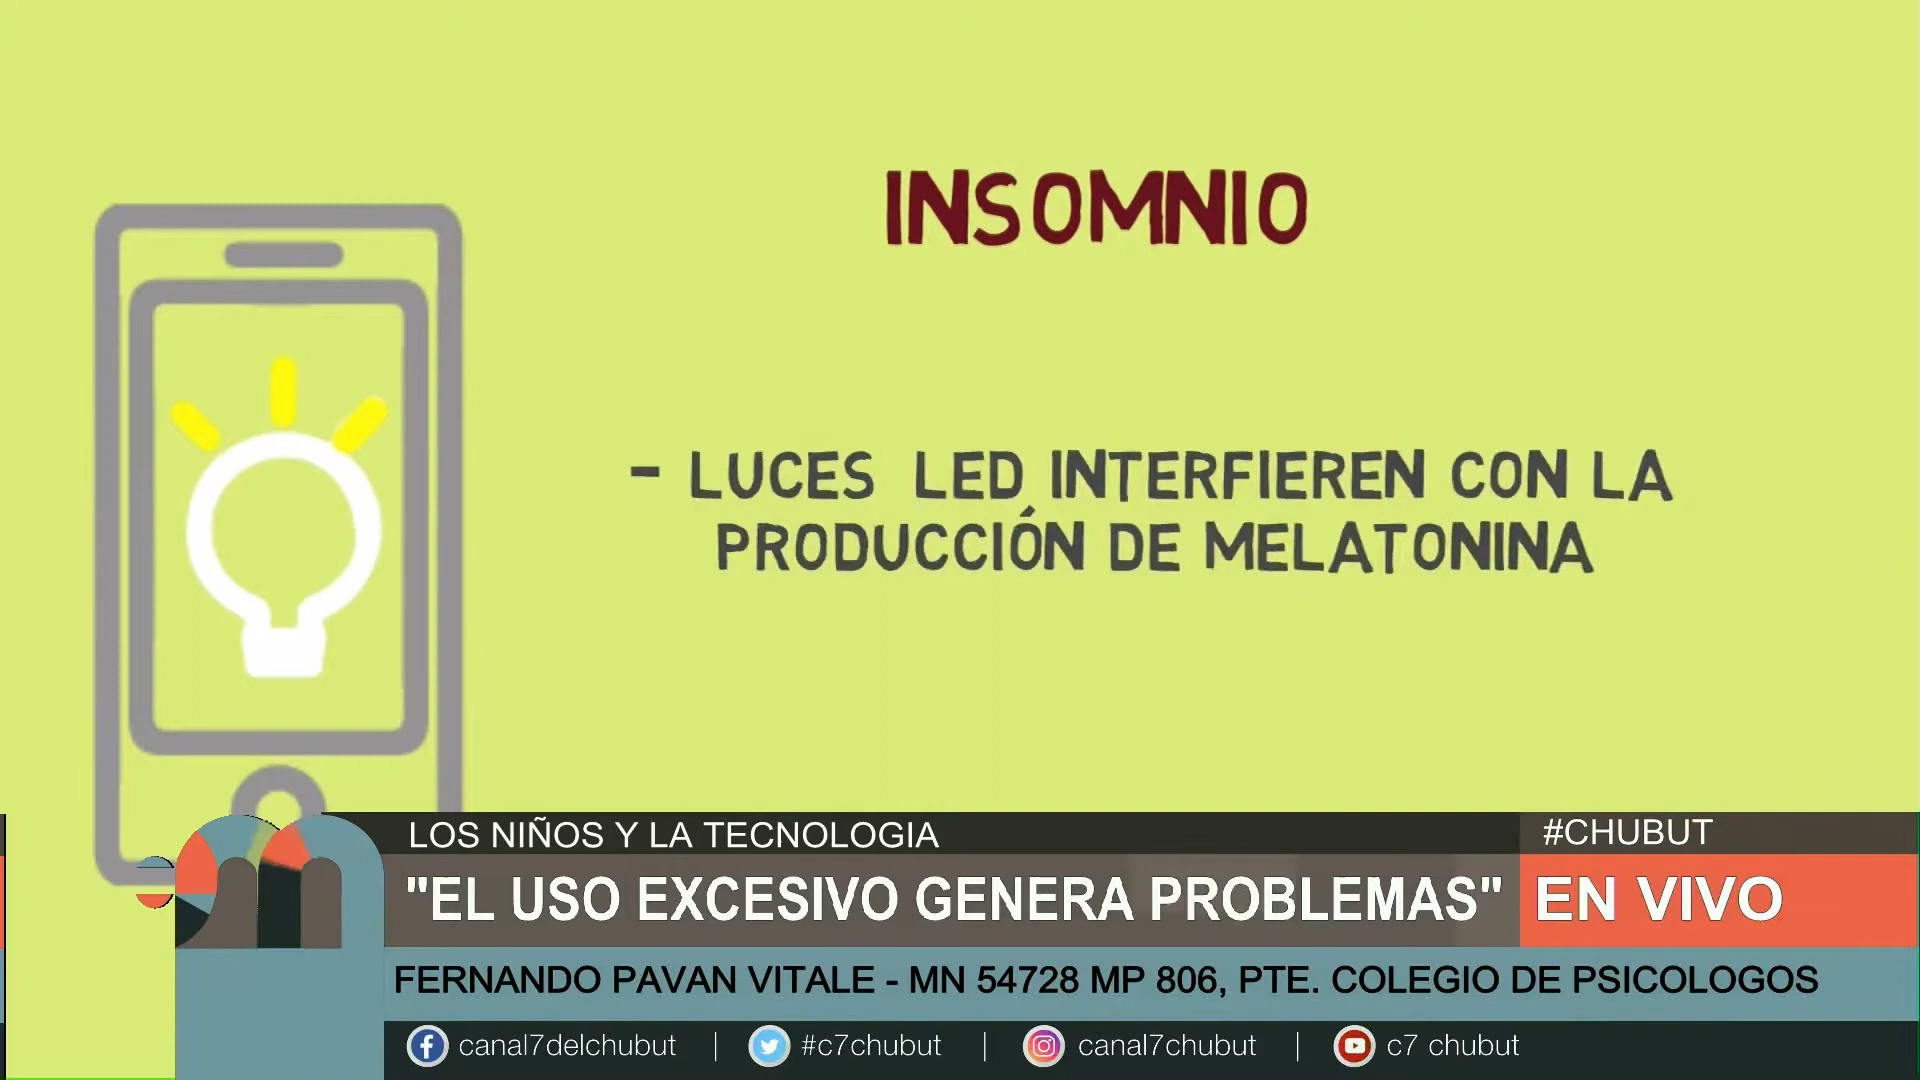 INSOMNIO
- LUCES LED INTERFIEREN CON LA
PRODUCCIÓN DE MELATONINA
LOS NIÑOS Y LA TECNOLOGIA
#CHUBUT
"EL USO EXCESIVO GENERA PROBLEMAS"
EN VIVO
FERNANDO PAVAN VITALE - MN 54728 MP 806, PTE. COLEGIO DE PSICOLOGOS
canal7delchubut | #c7chubut | canal7chubut | c7 chubut